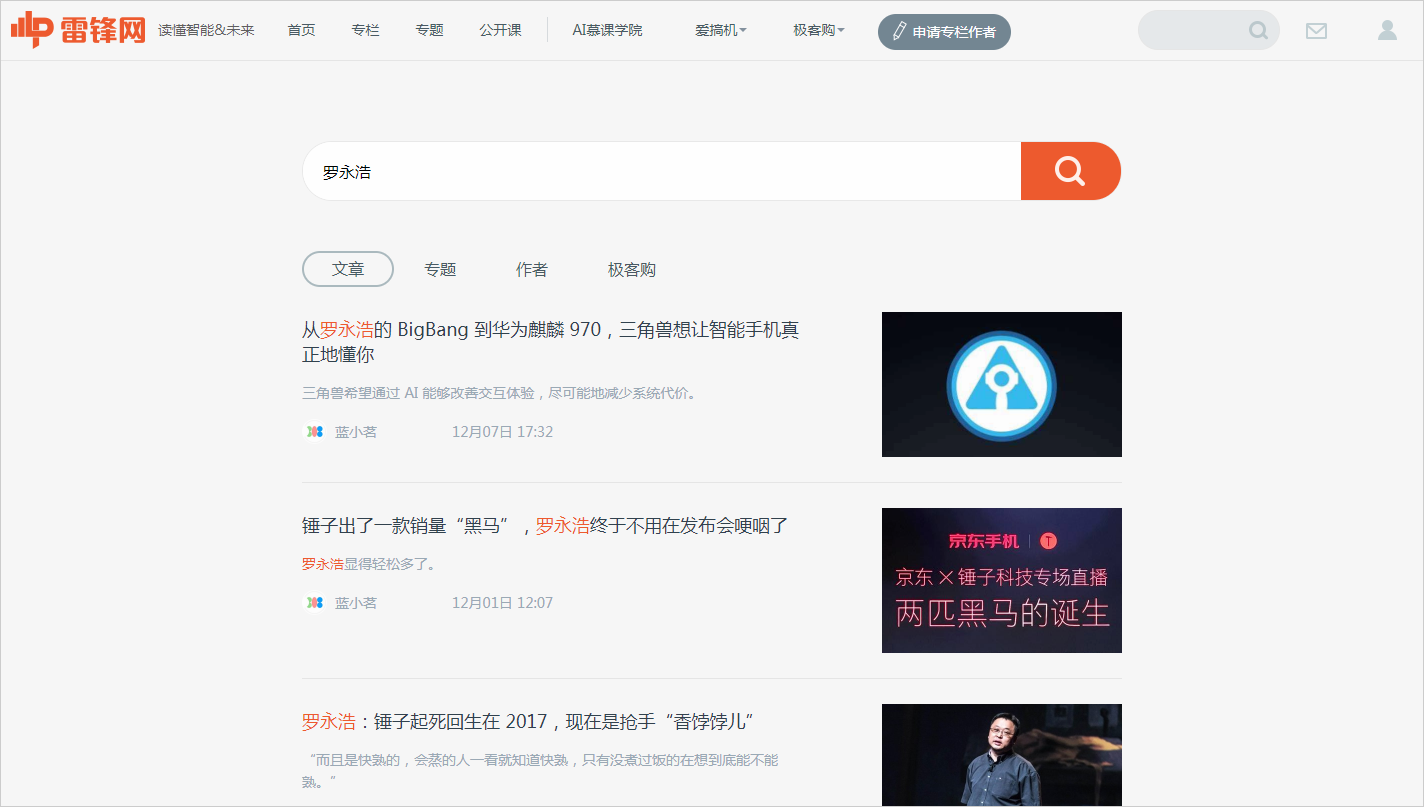 雷锋网 读懂智能&未来 首页 专栏 专题 公开课 AI慕课学院 爱搞机 极客购 申请专栏作者
罗永浩
文章 专题 作者 极客购
从罗永浩的 BigBang 到华为麒麟 970，三角兽想让智能手机真
正地懂你
三角兽希望通过 AI 能够改善交互体验，尽可能地减少系统代价。
蓝小茗 12月07日 17:32
锤子出了一款销量“黑马”，罗永浩终于不用在发布会哽咽了
罗永浩显得轻松多了。
蓝小茗 12月01日 12:07
京东手机 | T
京东 × 锤子科技专场直播
两匹黑马的诞生
罗永浩：锤子起死回生在 2017，现在是抢手“香饽饽儿”
“而且是快熟的，会蒸的人一看就知道快熟，只有没煮过饭的在想到底能不能
熟。”